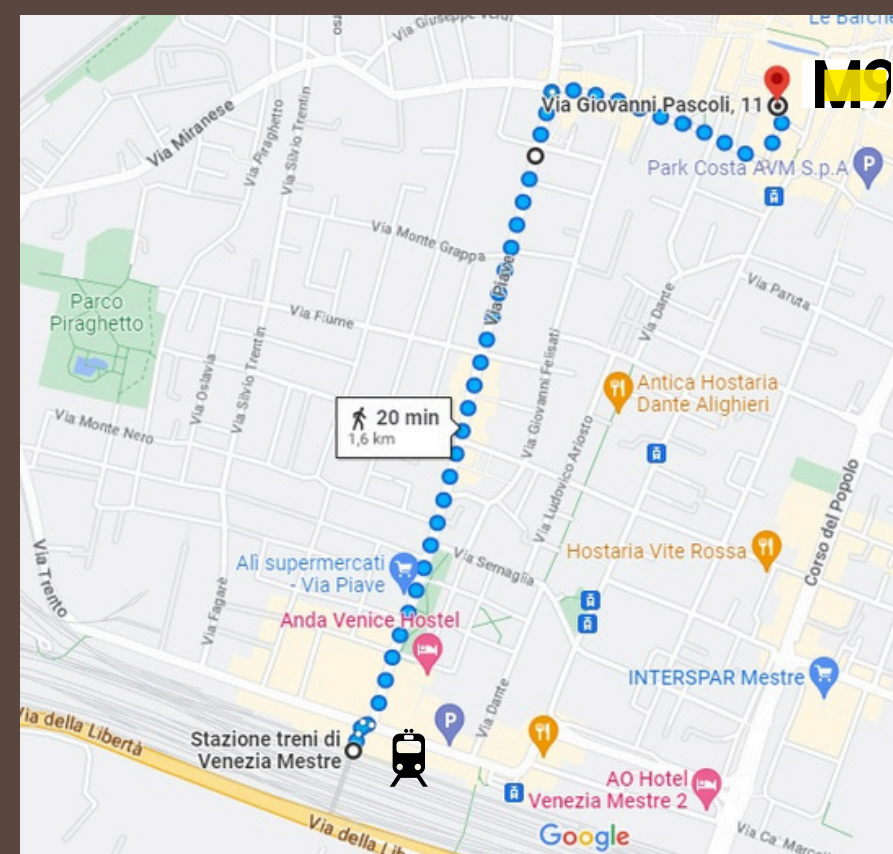 Le Barche
Via Giuseppe Verdi
M9
Via Giovanni Pascoli, 11
Via Miranese
Via Piraghetto
Via Silvio Trentin
Park Costa AVM S.p.A
P
Via Monte Grappa
Via Piave
Via Dante
Via Paruta
Parco
Piraghetto
Via Fiume
Via Oslavia
Via Silvio Trentin
Via Giovanni Felisati
Antica Hostaria
Dante Alighieri
20 min
1,6 km
Via Monte Nero
Via Ludovico Ariosto
Corso del Popolo
Via Trento
Hostaria Vite Rossa
Alì supermercati
- Via Piave
Via Sernaglia
Via Fagarè
Anda Venice Hostel
INTERSPAR Mestre
Via Dante
P
Via della Libertà
Stazione treni di
Venezia Mestre
AO Hotel
Venezia Mestre 2
Google
Via della Lib
Via Ca' Marcel